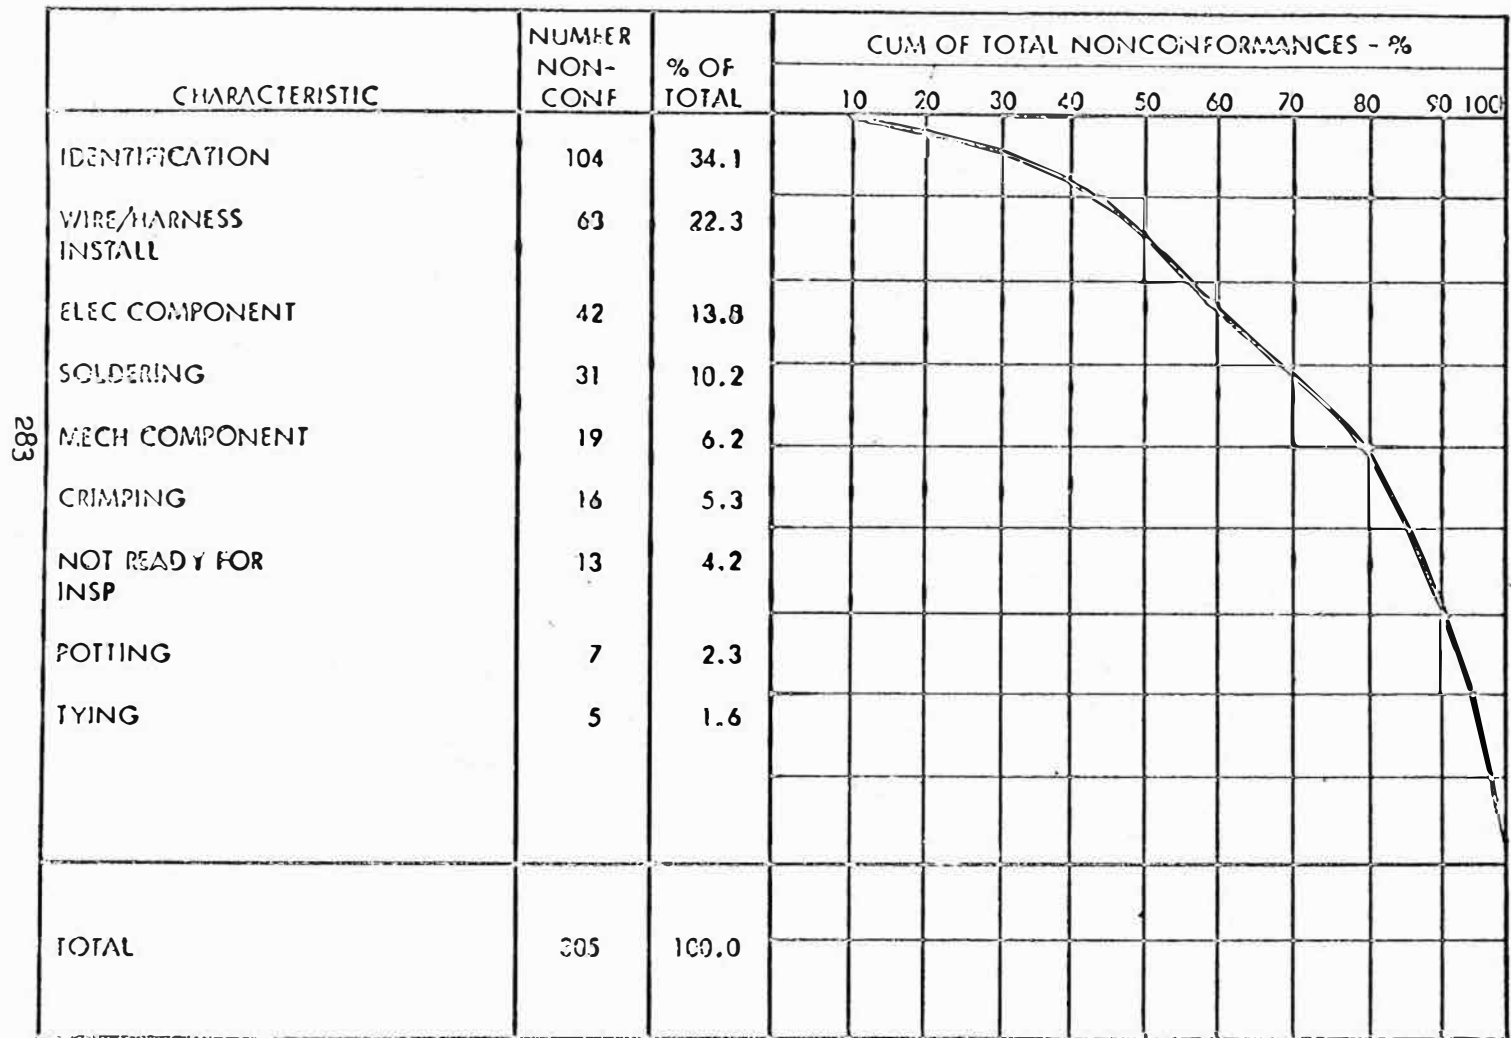 CHARACTERISTIC
NUMBER
NON-
CONF
% OF
TOTAL
CUM OF TOTAL NONCONFORMANCES - %
10 20 30 40 50 60 70 80 90 100
IDENTIFICATION 104 34.1
WIRE/HARNESS 68 22.3
INSTALL
ELEC COMPONENT 42 13.8
SOLDERING 31 10.2
MECH COMPONENT 19 6.2
CRIMPING 16 5.3
NOT READY FOR 13 4.2
INSP
POTTING 7 2.3
TYING 5 1.6
TOTAL 305 100.0
283